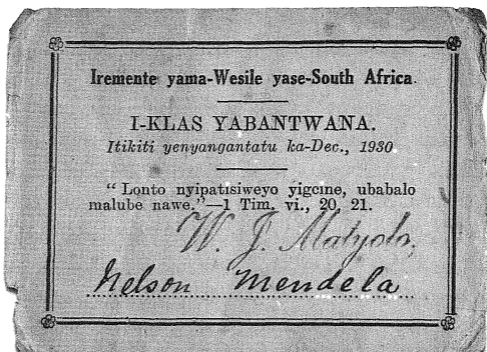 Iremente yama-Wesile yase-South Africa.
I-KLAS YABANTWANA.
Itikiti yenyangantatu ka-Dec., 1930
“ Lonto nyipatisiweyo yigcine, ubabalo
malube nawe.”—1 Tim. vi., 20, 21.
W. J. Matyolo,
Nelson Mendela